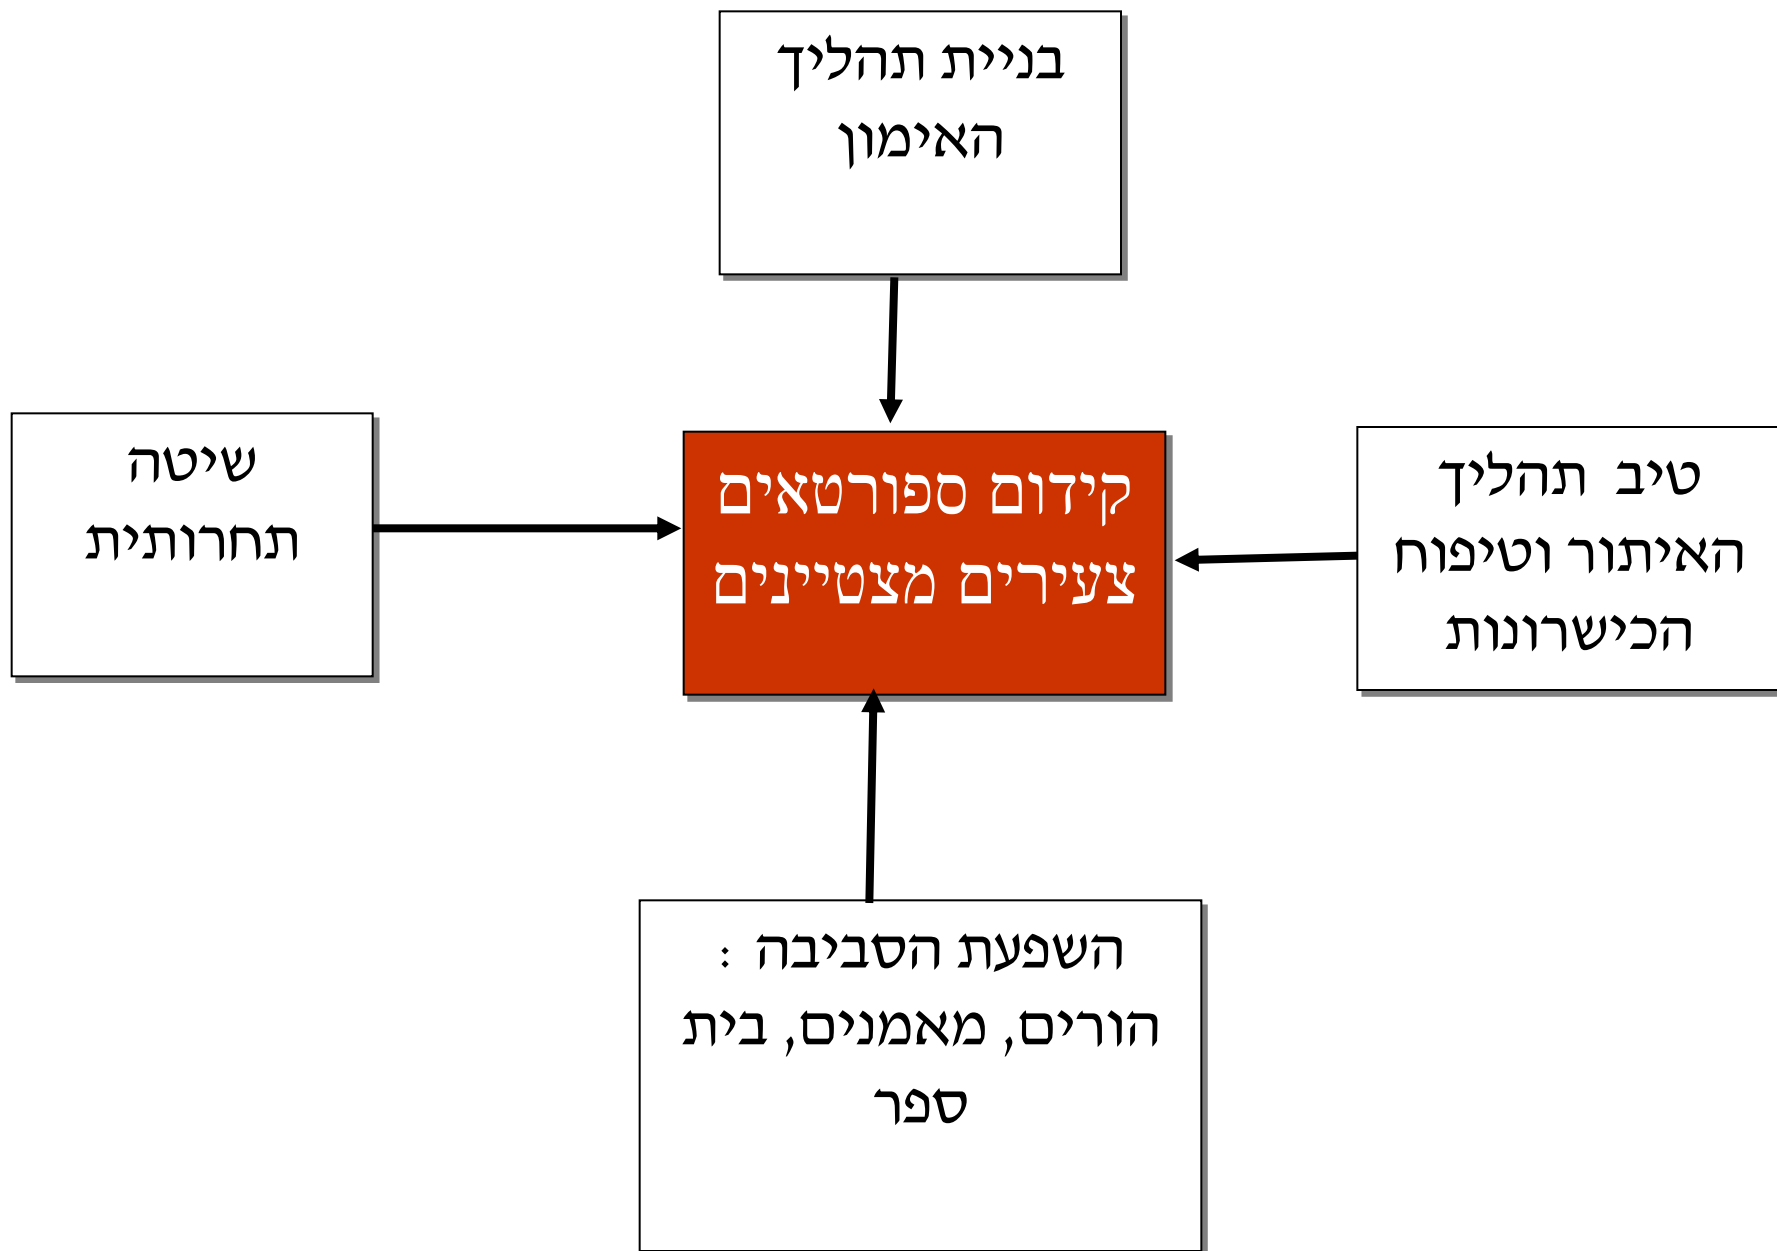 בניית תהליך
האימון
טיב תהליך
האיתור וטיפוח
הכישרונות
קידום ספורטאים
צעירים מצטיינים
שיטה
תחרותית
השפעת הסביבה :
הורים, מאמנים, בית
ספר